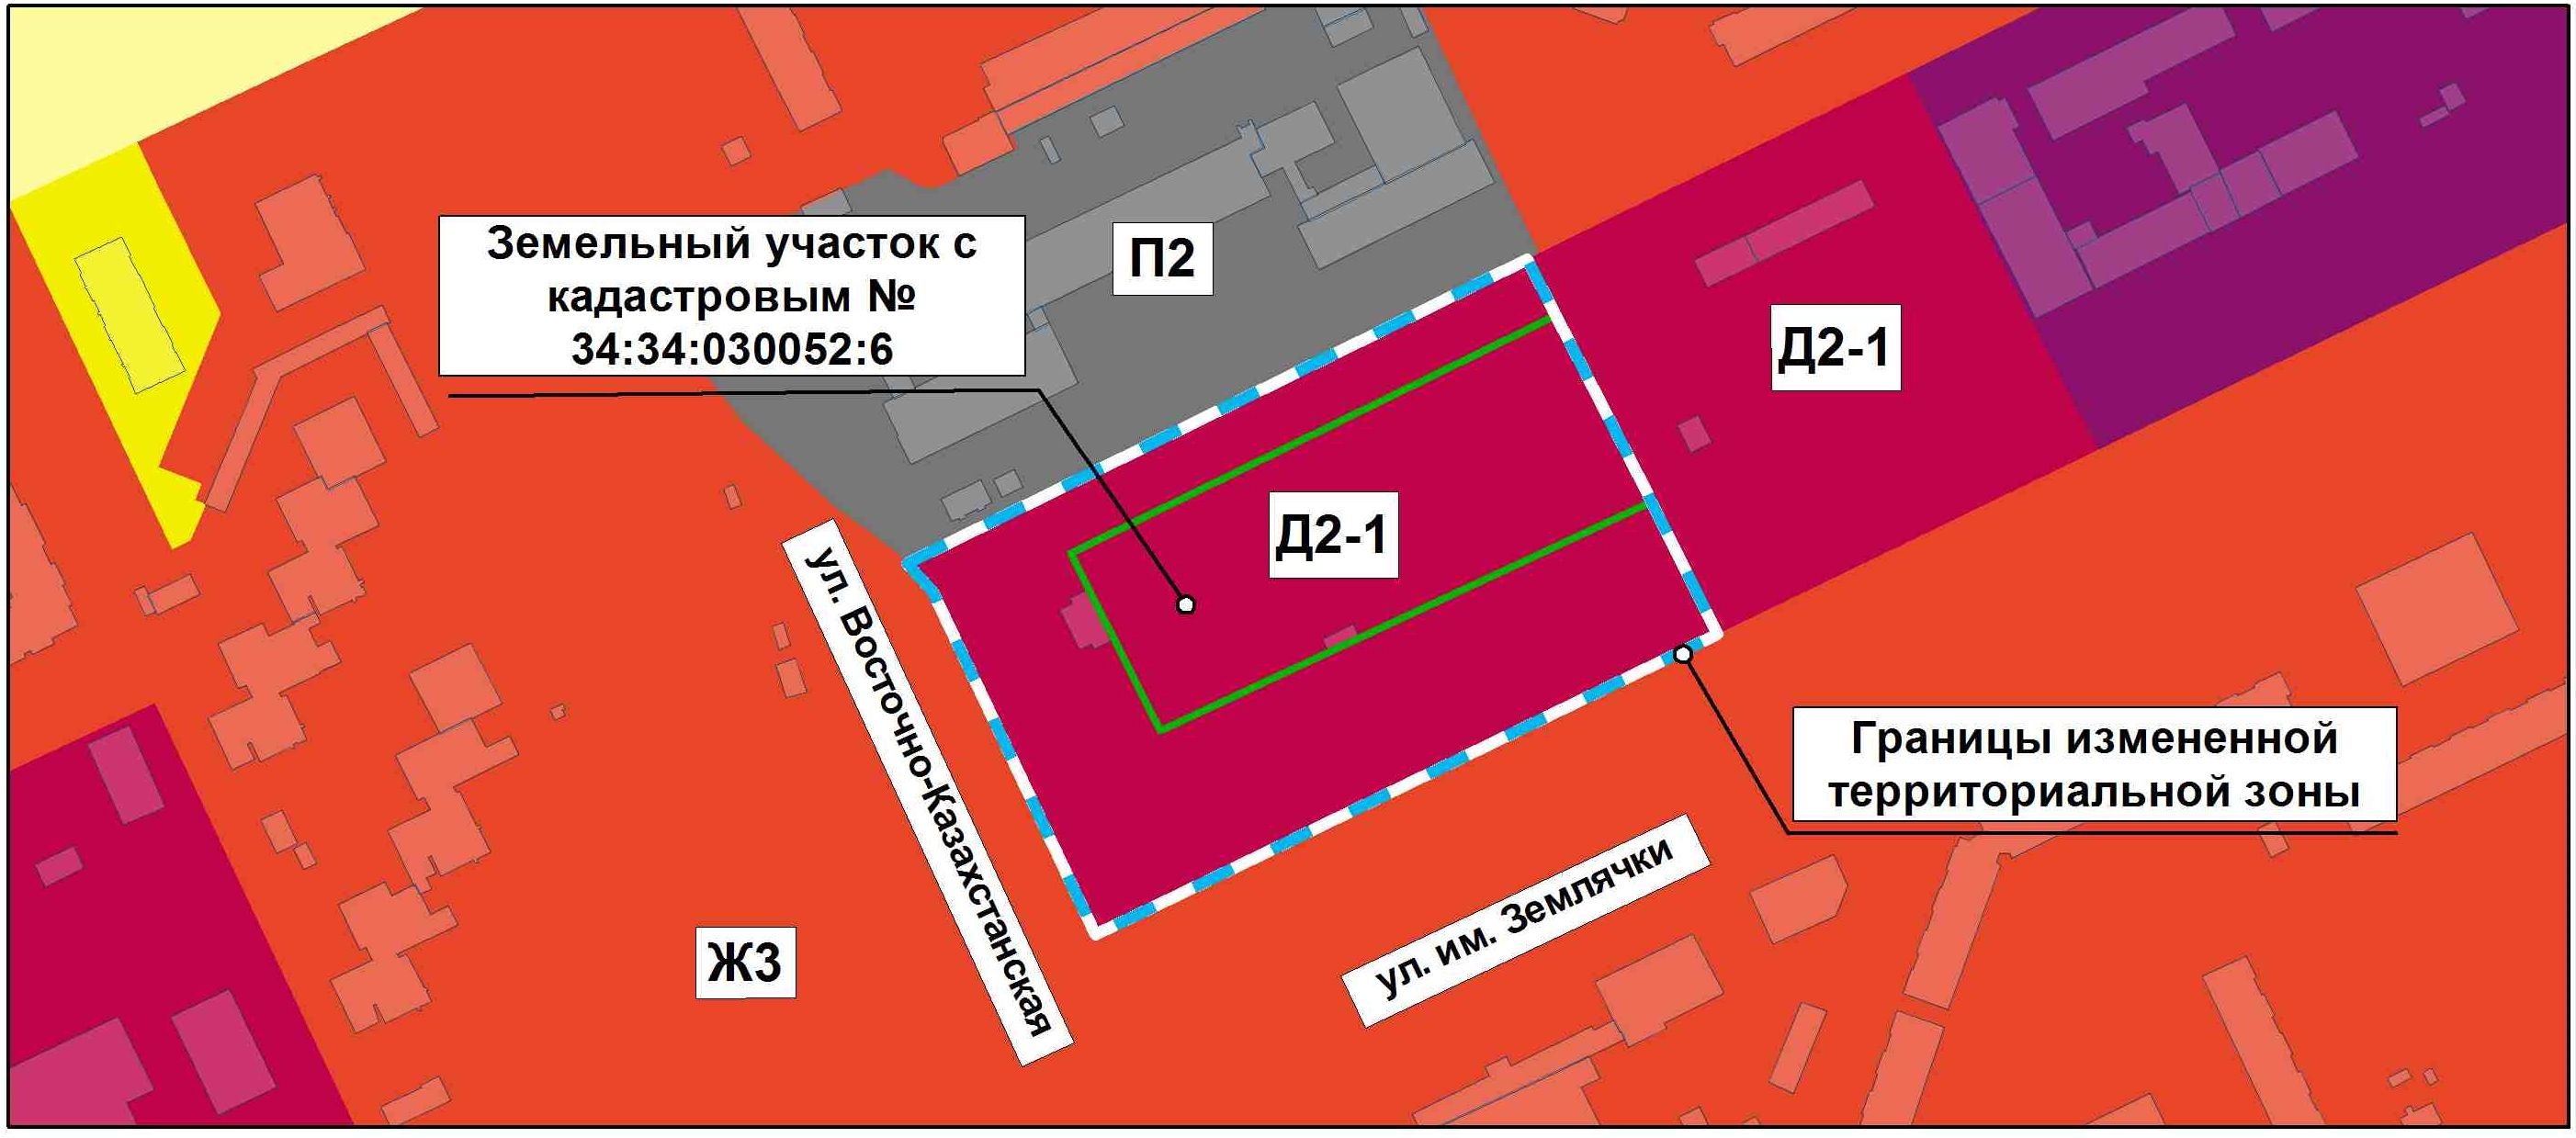 Земельный участок с
кадастровым №
34:34:030052:6
П2
Д2-1
Д2-1
ул. Восточно-Казахстанская
Границы измененной
территориальной зоны
ул. им. Землячки
Ж3